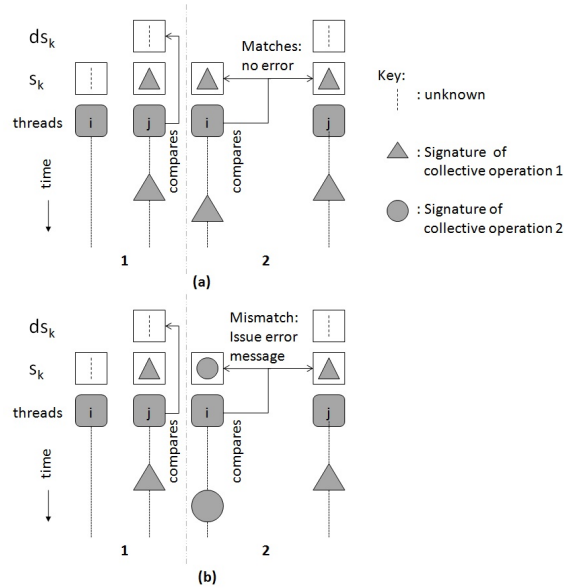 ds_k
s_k
threads
i
j
i
j
time
compares
compares
Matches:
no error
1
2
(a)
Key:
: unknown
: Signature of
collective operation 1
: Signature of
collective operation 2
ds_k
s_k
threads
i
j
i
j
time
compares
compares
Mismatch:
Issue error
message
1
2
(b)